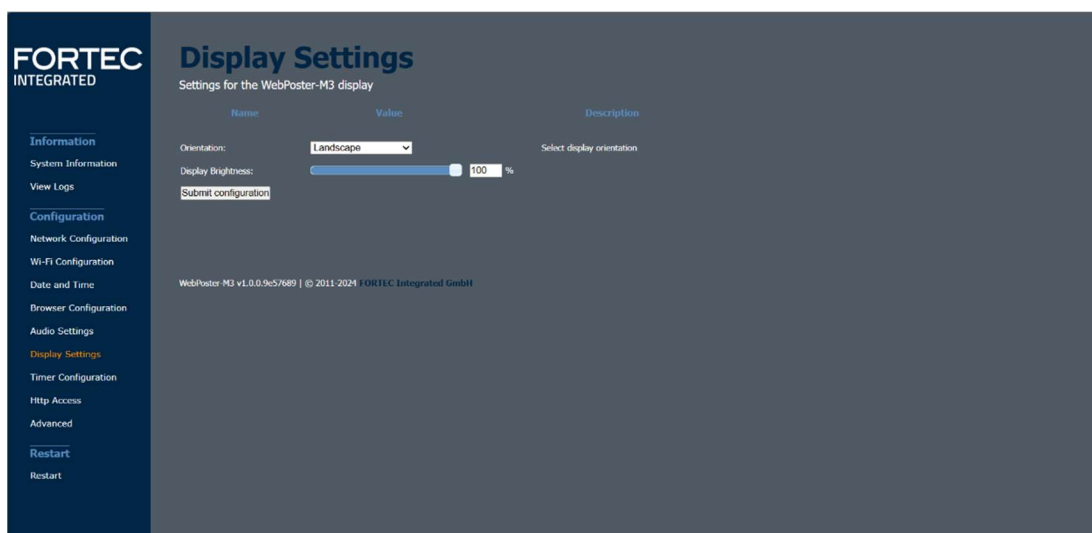 FORTEC
INTEGRATED
Information
System Information
View Logs
Configuration
Network Configuration
Wi-Fi Configuration
Date and Time
Browser Configuration
Audio Settings
Display Settings
Timer Configuration
Http Access
Advanced
Restart
Restart
Display Settings
Settings for the WebPoster-M3 display
Name Value Description
Orientation: Landscape Select display orientation
Display Brightness: 100 %
Submit configuration
WebPoster-M3 v1.0.0.9e57689 | © 2011-2024 FORTEC Integrated GmbH